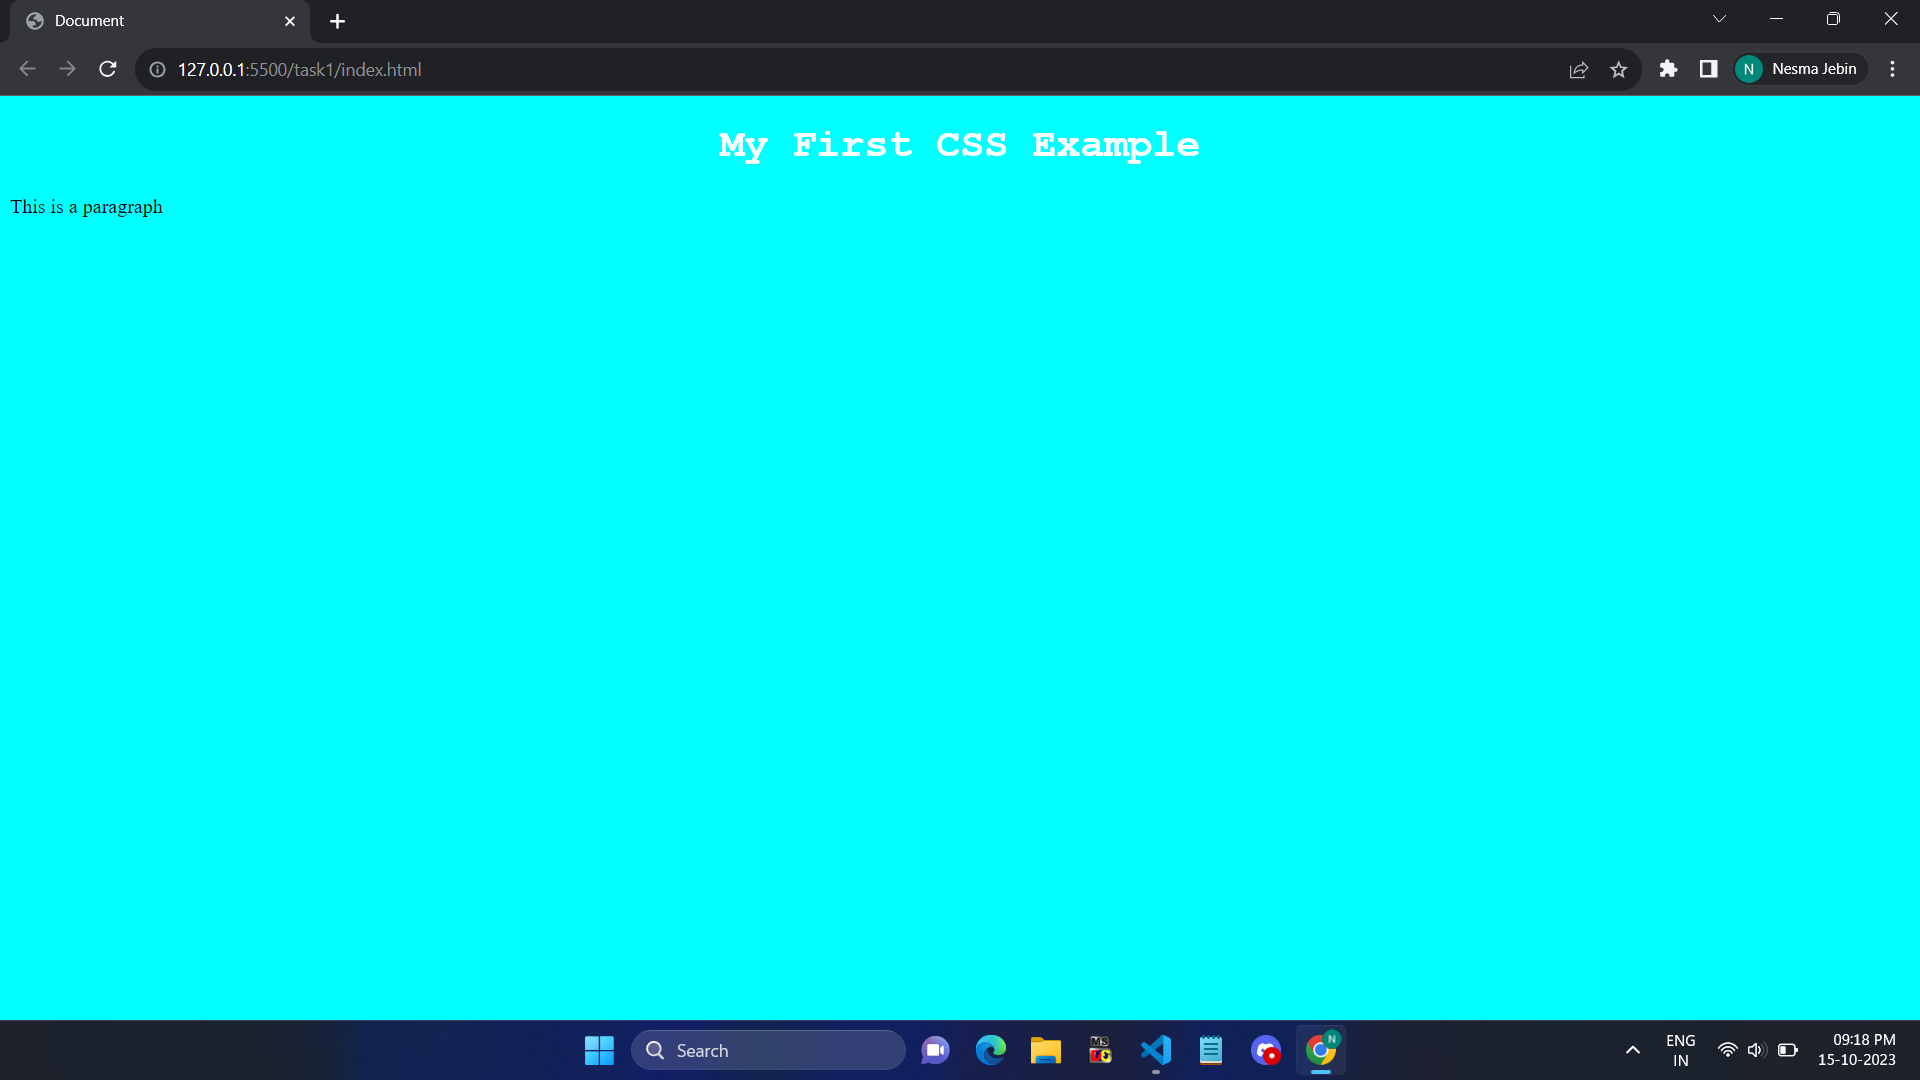 Document
127.0.0.1:5500/task1/index.html
N
Nesma Jebin
My First CSS Example
This is a paragraph
Search
MS
N
ENG
IN
09:18 PM
15-10-2023